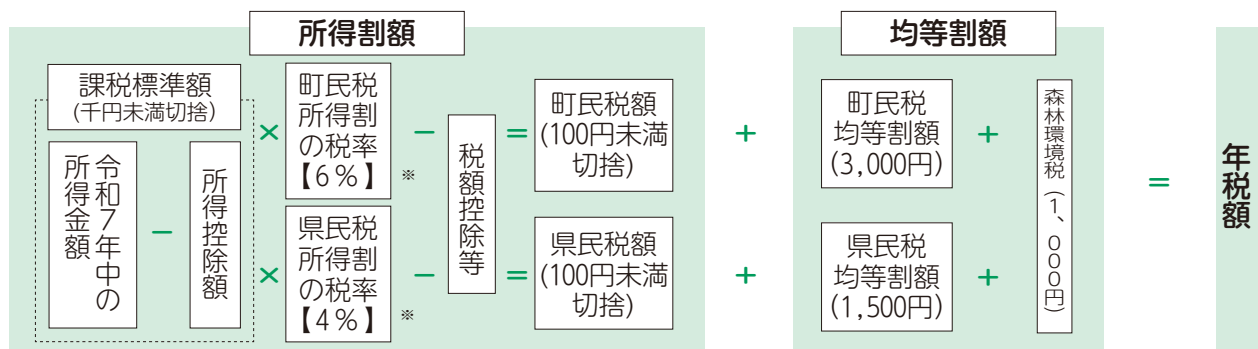 所得割額
課税標準額
(千円未満切捨)
令和7年中の
所得金額
−
所得控除額
×
町民税
所得割
の税率
【6%】
※
−
×
県民税
所得割
の税率
【4%】
※
−
税額控除等
=
町民税額
(100円未満
切捨)
=
県民税額
(100円未満
切捨)
+
+
均等割額
町民税
均等割額
(3,000円)
+
県民税
均等割額
(1,500円)
+
森林環境税(1、000円)
=
年税額